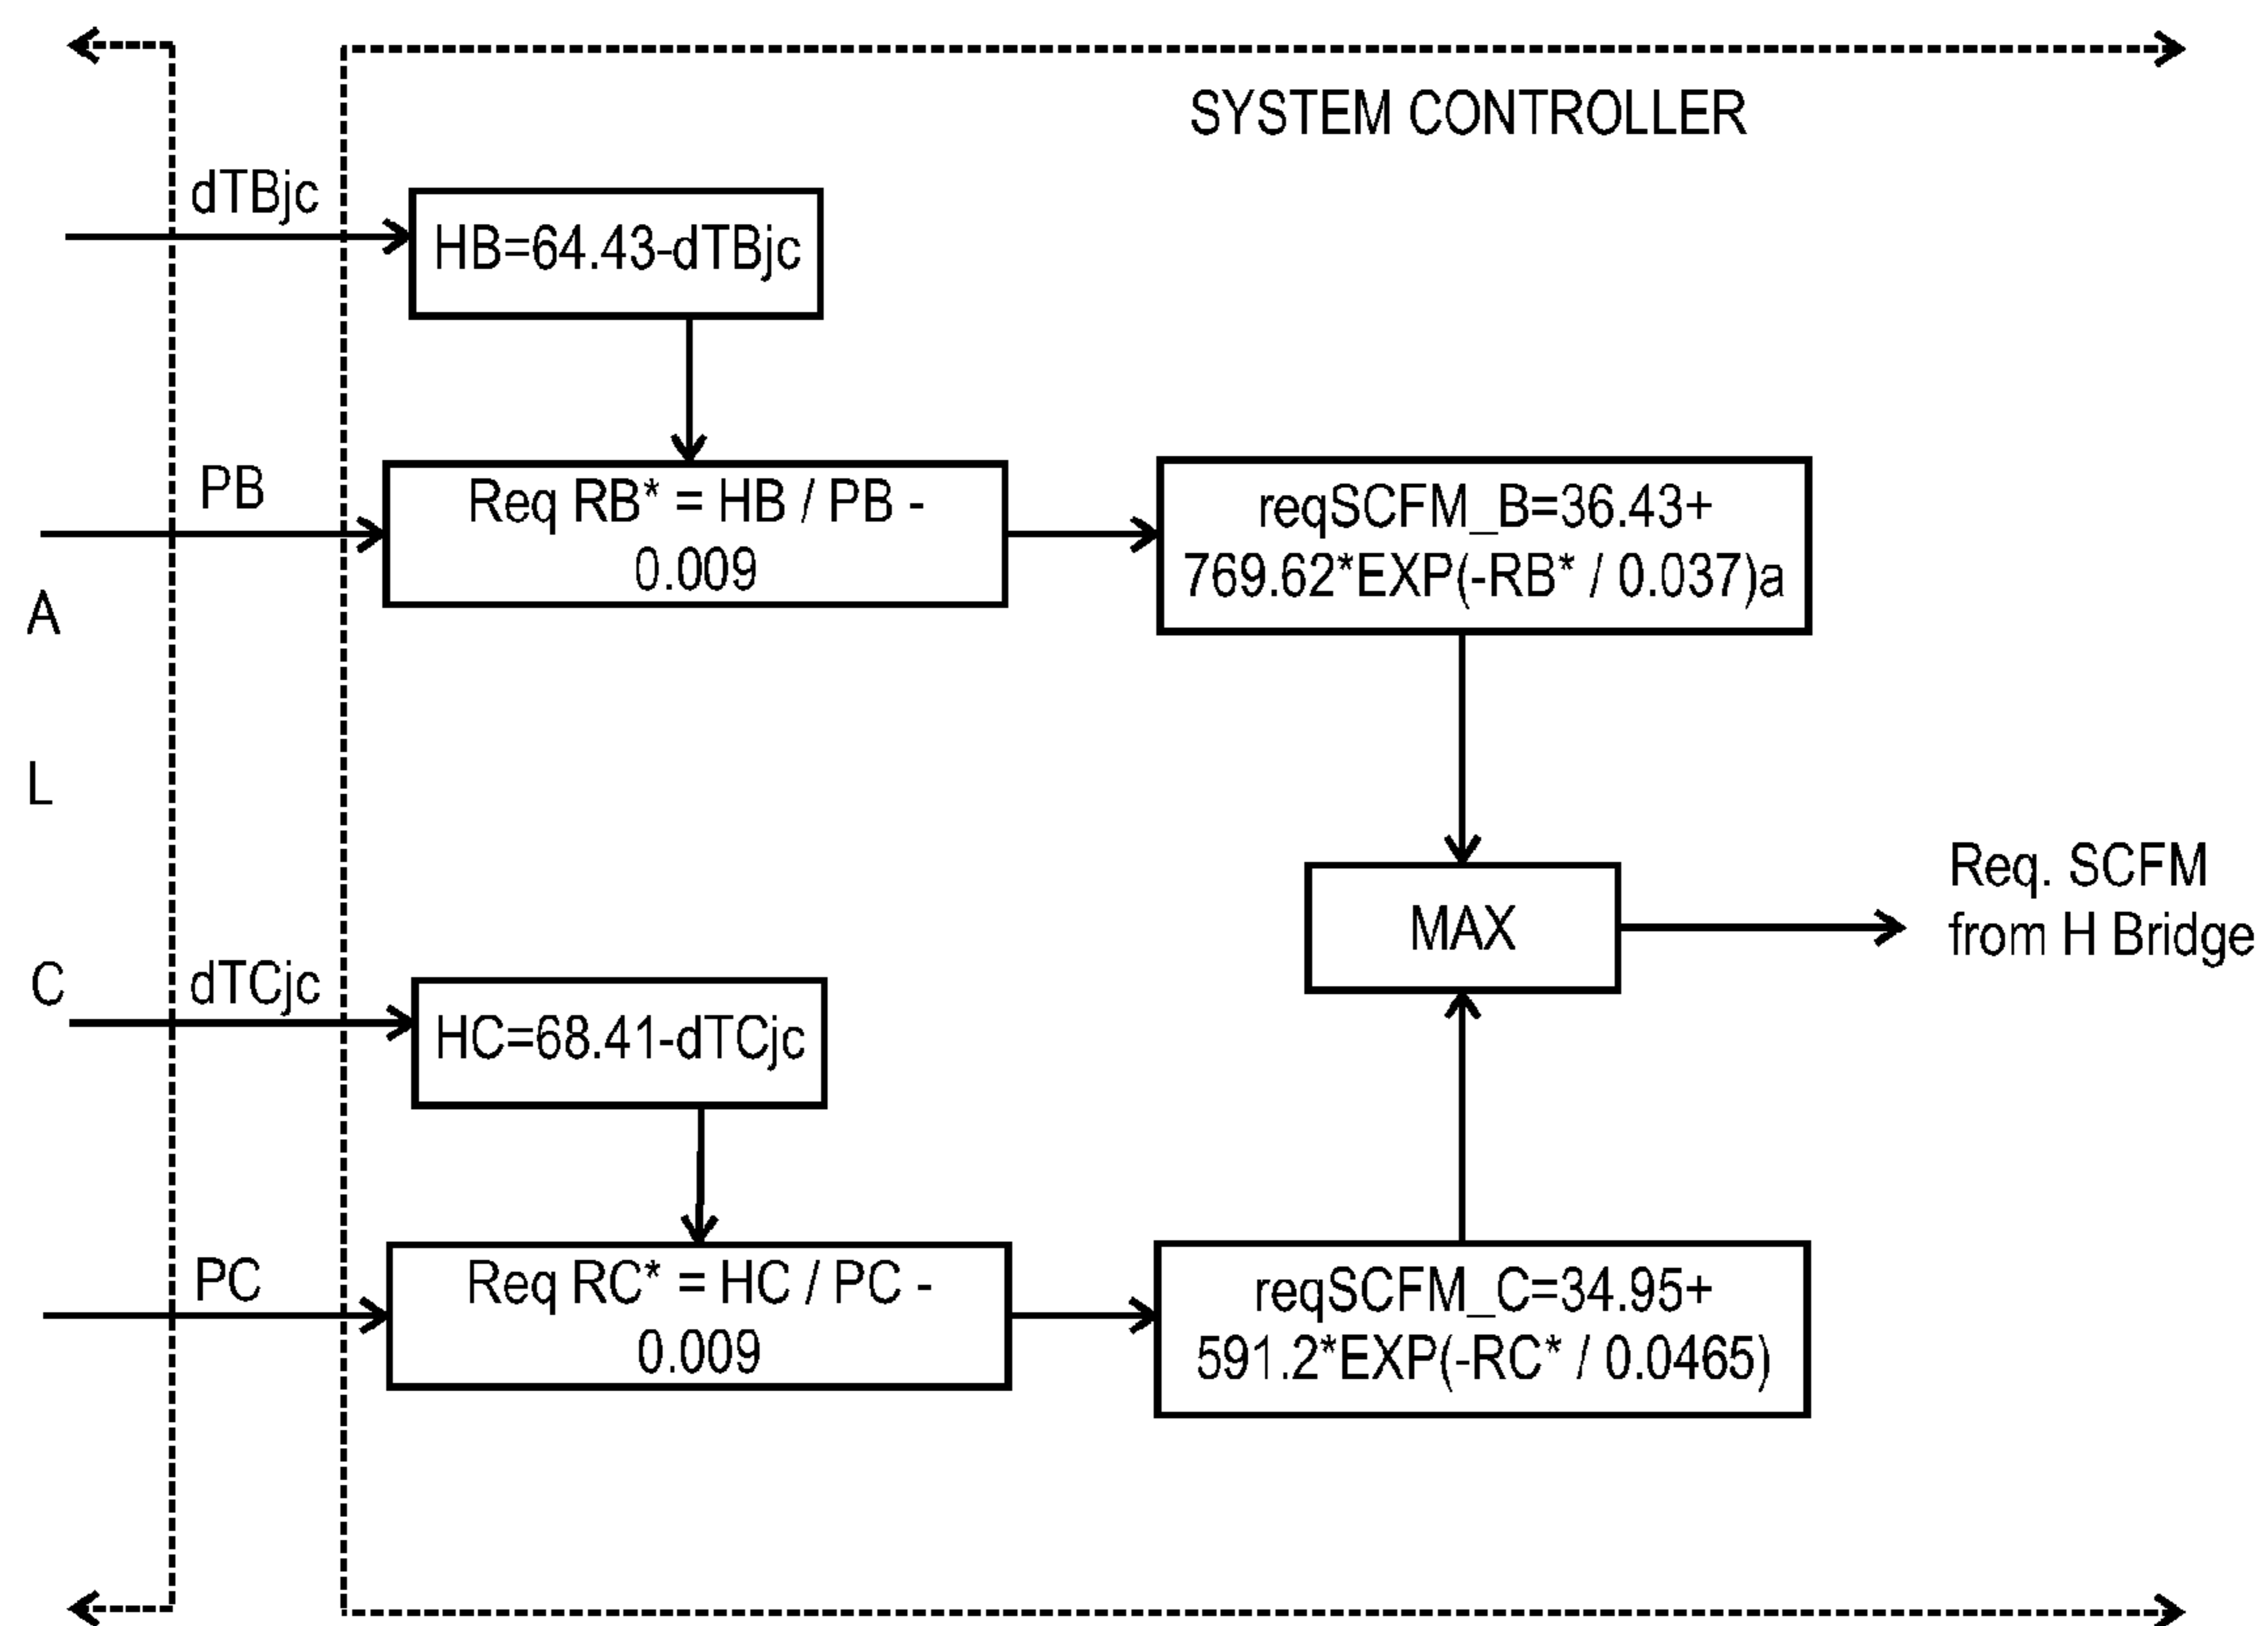 SYSTEM CONTROLLER
dTBjc
HB=64.43-dTBjc
PB
Req RB* = HB / PB -
0.009
reqSCFM_B=36.43+
769.62*EXP(-RB* / 0.037)a
A
L
C
MAX
Req. SCFM
from H Bridge
dTCjc
HC=68.41-dTCjc
PC
Req RC* = HC / PC -
0.009
reqSCFM_C=34.95+
591.2*EXP(-RC* / 0.0465)